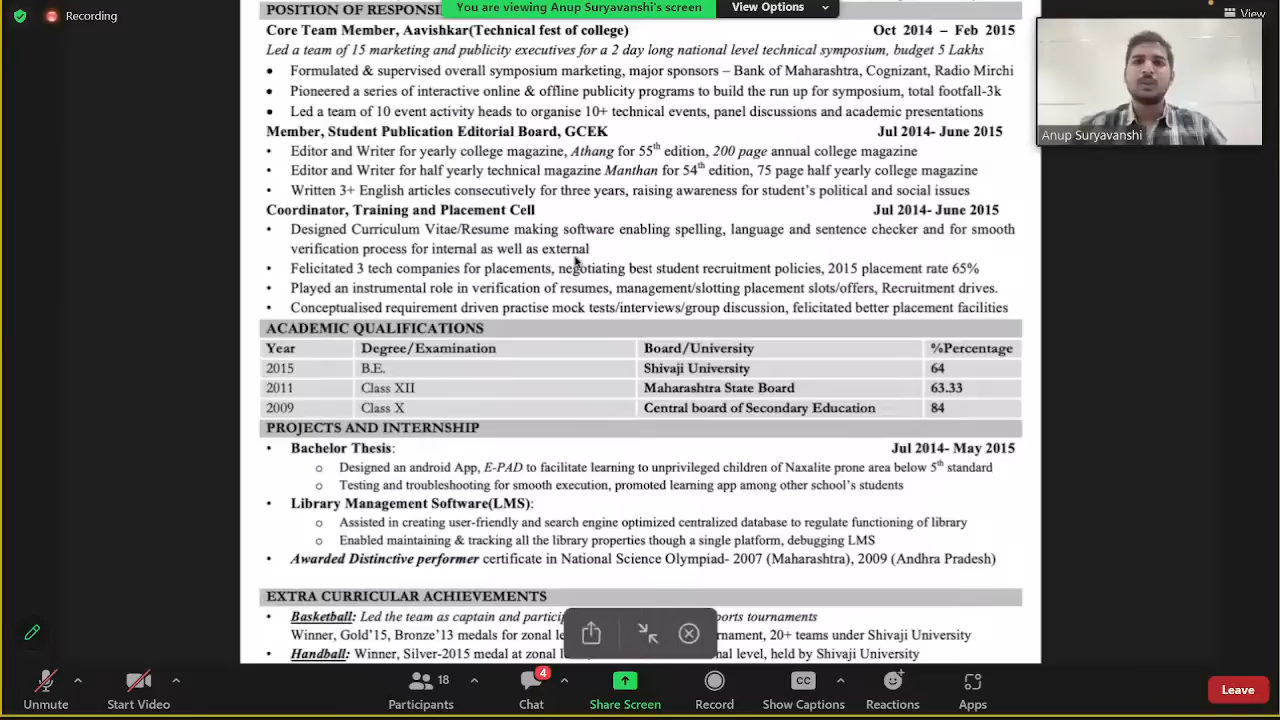 Recording
You are viewing Anup Suryavanshi's screen
View Options
View
POSITION OF RESPONSI
Core Team Member, Aavishkar(Technical fest of college) Oct 2014 – Feb 2015
Led a team of 15 marketing and publicity executives for a 2 day long national level technical symposium, budget 5 Lakhs
• Formulated & supervised overall symposium marketing, major sponsors – Bank of Maharashtra, Cognizant, Radio Mirchi
• Pioneered a series of interactive online & offline publicity programs to build the run up for symposium, total footfall-3k
• Led a team of 10 event activity heads to organise 10+ technical events, panel discussions and academic presentations
Anup Suryavanshi
Member, Student Publication Editorial Board, GCEK Jul 2014- June 2015
• Editor and Writer for yearly college magazine, Athang for 55th edition, 200 page annual college magazine
• Editor and Writer for half yearly technical magazine Manthan for 54th edition, 75 page half yearly college magazine
• Written 3+ English articles consecutively for three years, raising awareness for student's political and social issues
Coordinator, Training and Placement Cell Jul 2014- June 2015
• Designed Curriculum Vitae/Resume making software enabling spelling, language and sentence checker and for smooth
verification process for internal as well as external
• Felicitated 3 tech companies for placements, negotiating best student recruitment policies, 2015 placement rate 65%
• Played an instrumental role in verification of resumes, management/slotting placement slots/offers, Recruitment drives.
• Conceptualised requirement driven practise mock tests/interviews/group discussion, felicitated better placement facilities
ACADEMIC QUALIFICATIONS
Year Degree/Examination Board/University %Percentage
2015 B.E. Shivaji University 64
2011 Class XII Maharashtra State Board 63.33
2009 Class X Central board of Secondary Education 84
PROJECTS AND INTERNSHIP
• Bachelor Thesis: Jul 2014- May 2015
o Designed an android App, E-PAD to facilitate learning to unprivileged children of Naxalite prone area below 5th standard
o Testing and troubleshooting for smooth execution, promoted learning app among other school's students
• Library Management Software(LMS):
o Assisted in creating user-friendly and search engine optimized centralized database to regulate functioning of library
o Enabled maintaining & tracking all the library properties though a single platform, debugging LMS
• Awarded Distinctive performer certificate in National Science Olympiad- 2007 (Maharashtra), 2009 (Andhra Pradesh)
EXTRA CURRICULAR ACHIEVEMENTS
• Basketball: Led the team as captain and partici ports tournaments
Winner, Gold'15, Bronze'13 medals for zonal le rnament, 20+ teams under Shivaji University
• Handball: Winner, Silver-2015 medal at zonal nal level, held by Shivaji University
18
4
CC
Unmute
Start Video
Participants
Chat
Share Screen
Record
Show Captions
Reactions
Apps
Leave